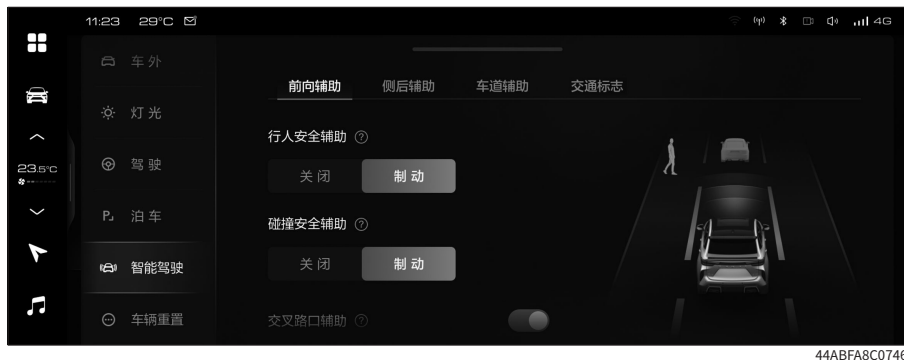 11:23 29°C 4G
车外
前向辅助 侧后辅助 车道辅助 交通标志
灯光
行人安全辅助
23.5°C
驾驶
关闭 制动
泊车
碰撞安全辅助
智能驾驶
关闭 制动
车辆重置
交叉路口辅助
44ABFA8C0746